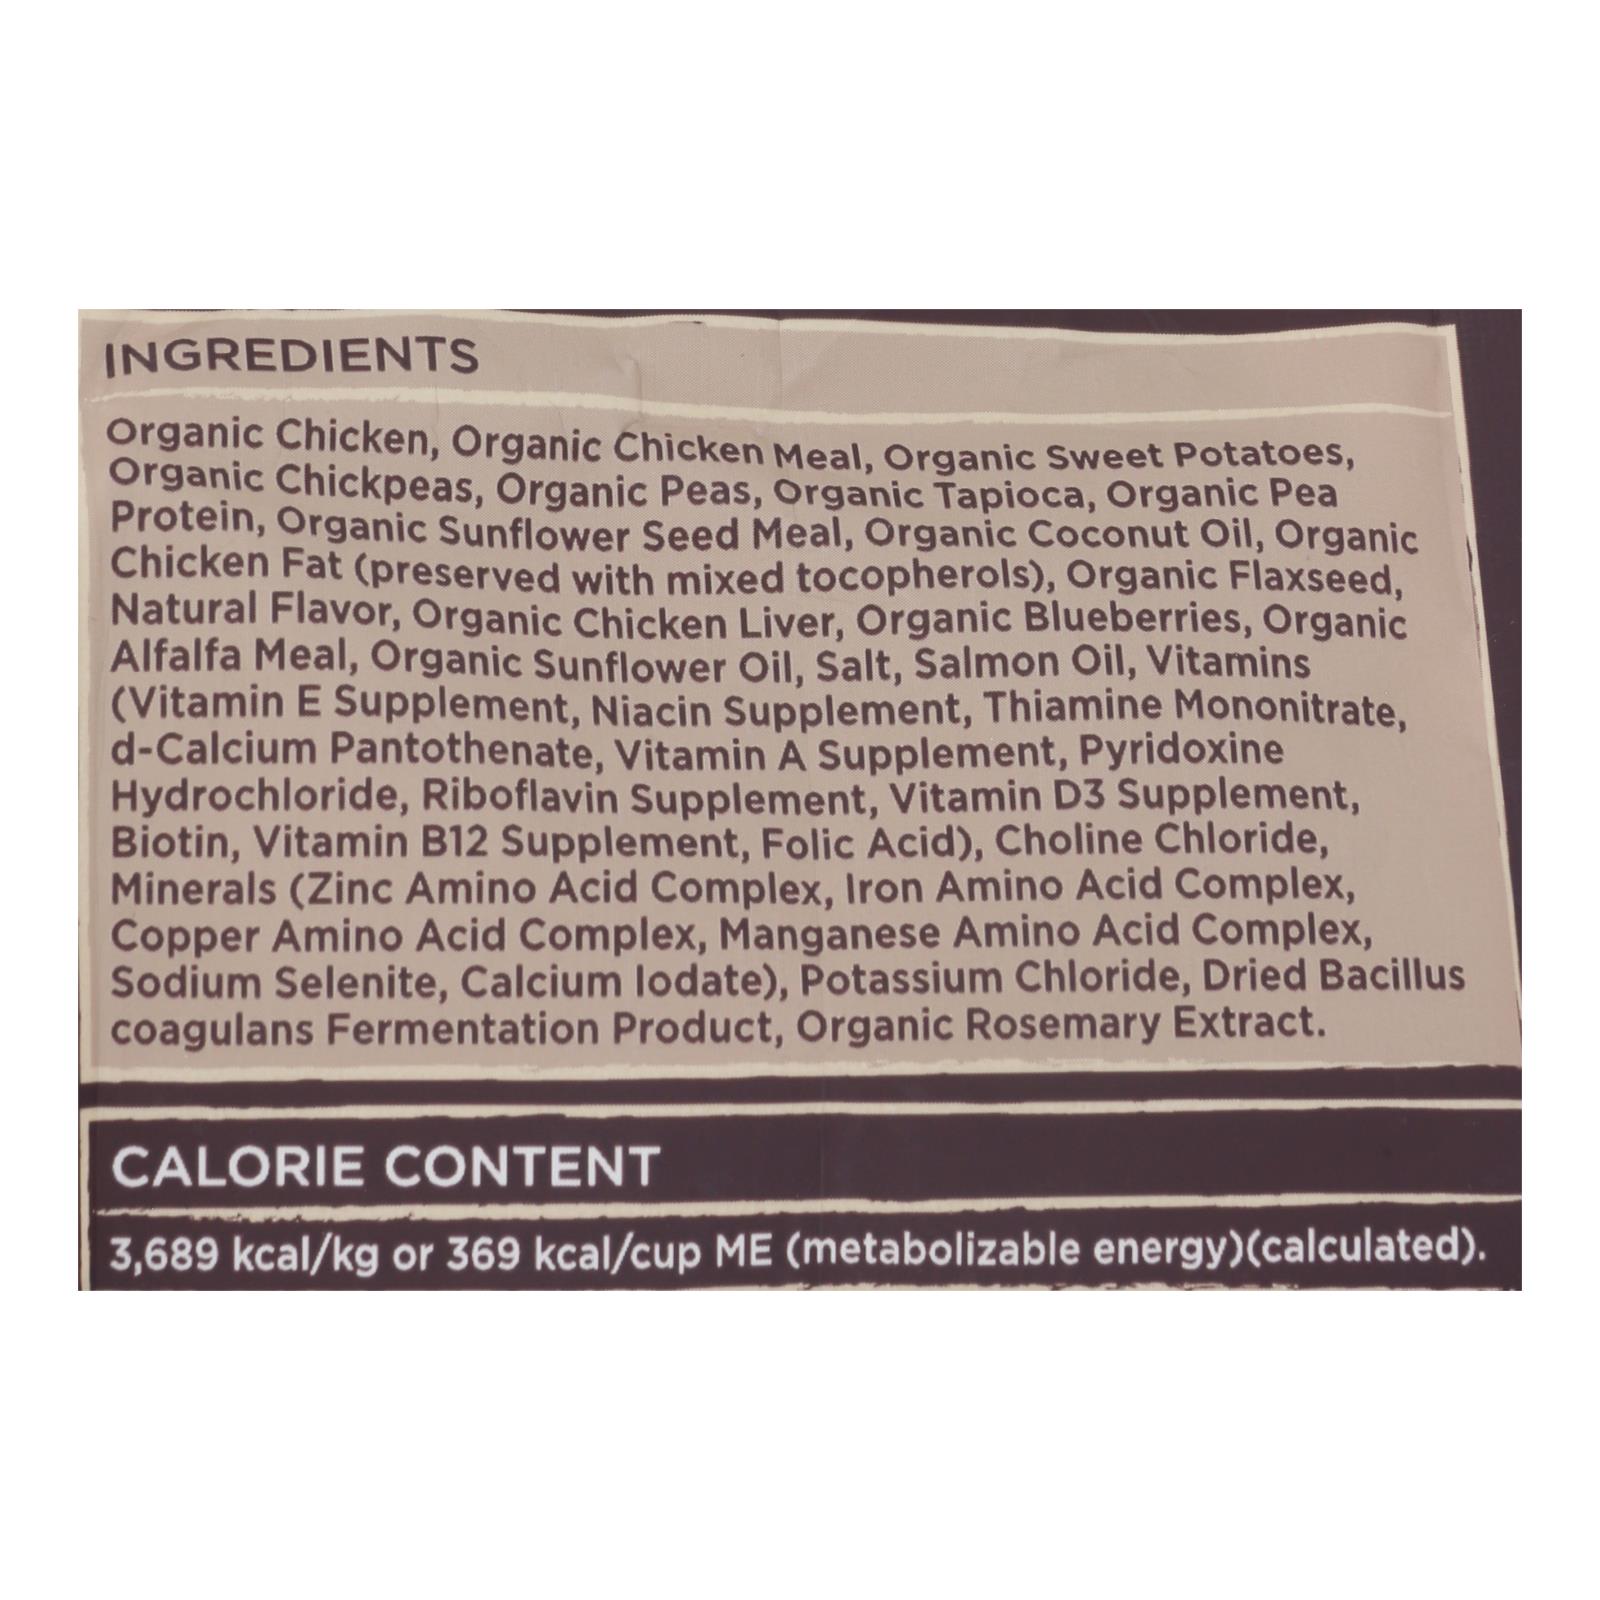 INGREDIENTS
Organic Chicken, Organic Chicken Meal, Organic Sweet Potatoes,
Organic Chickpeas, Organic Peas, Organic Tapioca, Organic Pea
Protein, Organic Sunflower Seed Meal, Organic Coconut Oil, Organic
Chicken Fat (preserved with mixed tocopherols), Organic Flaxseed,
Natural Flavor, Organic Chicken Liver, Organic Blueberries, Organic
Alfalfa Meal, Organic Sunflower Oil, Salt, Salmon Oil, Vitamins
(Vitamin E Supplement, Niacin Supplement, Thiamine Mononitrate,
d-Calcium Pantothenate, Vitamin A Supplement, Pyridoxine
Hydrochloride, Riboflavin Supplement, Vitamin D3 Supplement,
Biotin, Vitamin B12 Supplement, Folic Acid), Choline Chloride,
Minerals (Zinc Amino Acid Complex, Iron Amino Acid Complex,
Copper Amino Acid Complex, Manganese Amino Acid Complex,
Sodium Selenite, Calcium Iodate), Potassium Chloride, Dried Bacillus
coagulans Fermentation Product, Organic Rosemary Extract.
CALORIE CONTENT
3,689 kcal/kg or 369 kcal/cup ME (metabolizable energy)(calculated).